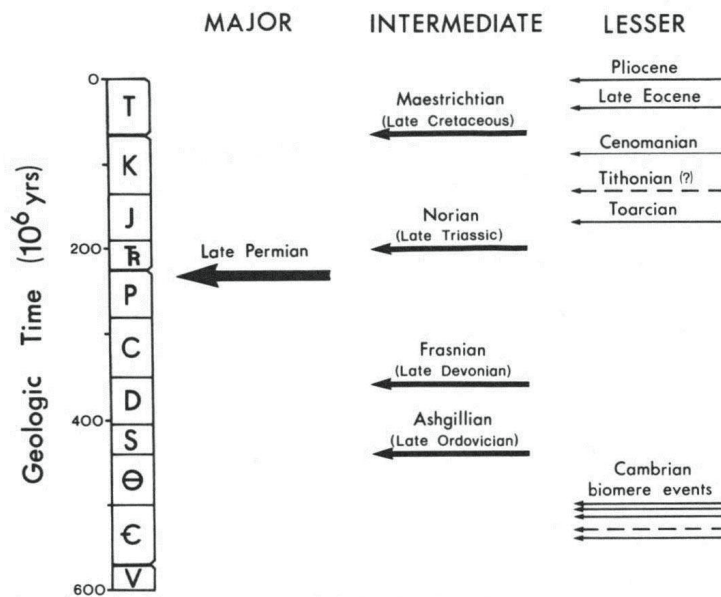 MAJOR INTERMEDIATE LESSER
Geologic Time (10⁶ yrs)
0
200
400
600
T
K
J
TR
P
C
D
S
Ɵ
Є
V
Late Permian
Maestrichtian
(Late Cretaceous)
Norian
(Late Triassic)
Frasnian
(Late Devonian)
Ashgillian
(Late Ordovician)
Pliocene
Late Eocene
Cenomanian
Tithonian (?)
Toarcian
Cambrian
biomere events